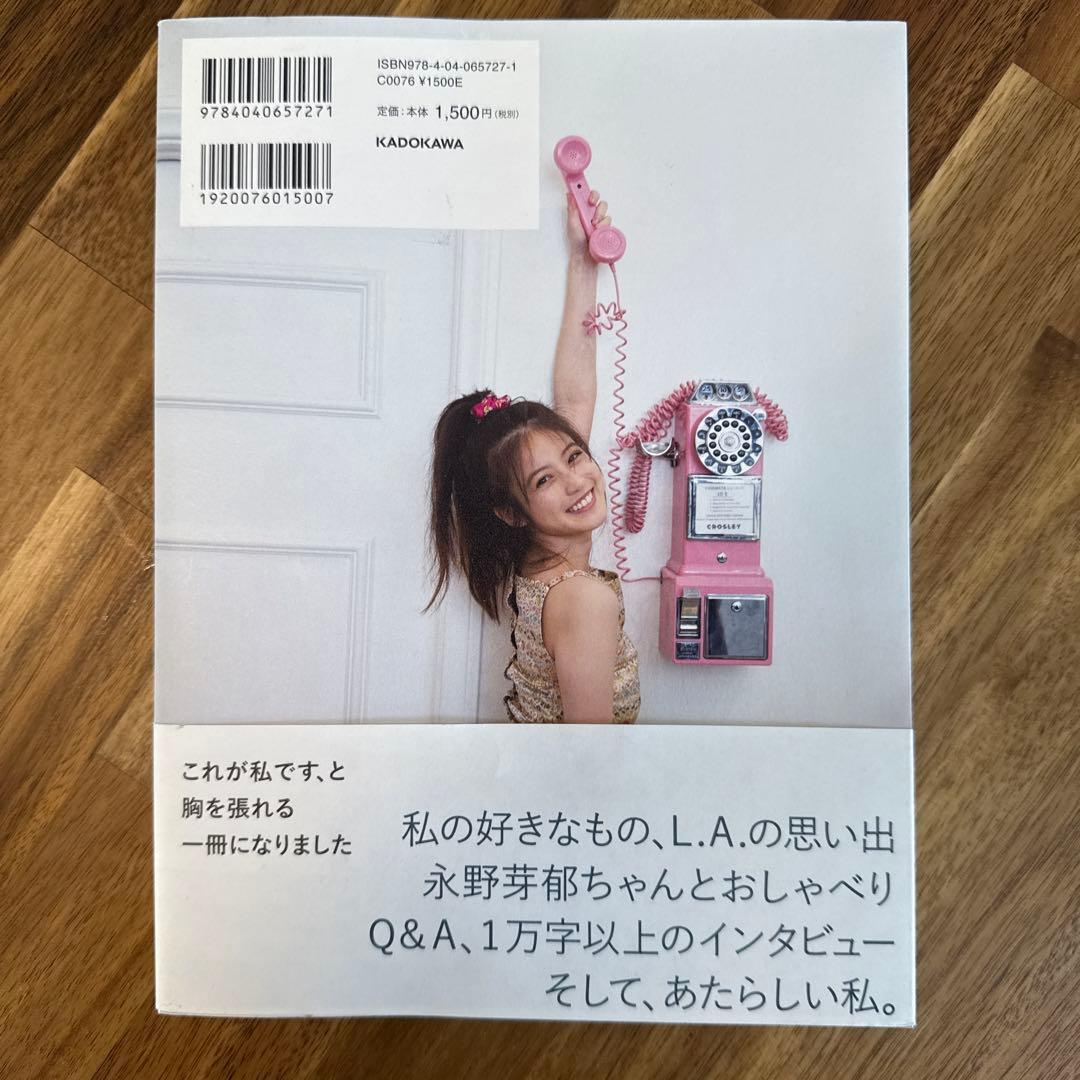 ISBN978-4-04-065727-1
C0076 ¥1500E
9784040657271
定価：本体 1,500円（税別）
KADOKAWA
1920076015007
CROSLEY
これが私です、と
胸を張れる
一冊になりました
私の好きなもの、L.A.の思い出
永野芽郁ちゃんとおしゃべり
Q&A、1万字以上のインタビュー
そして、あたらしい私。